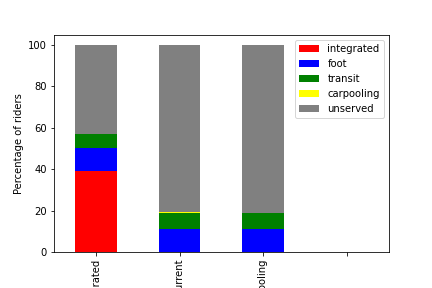 100
80
60
40
20
0
Percentage of riders
integrated
foot
transit
carpooling
unserved
rated
urrent
ooling